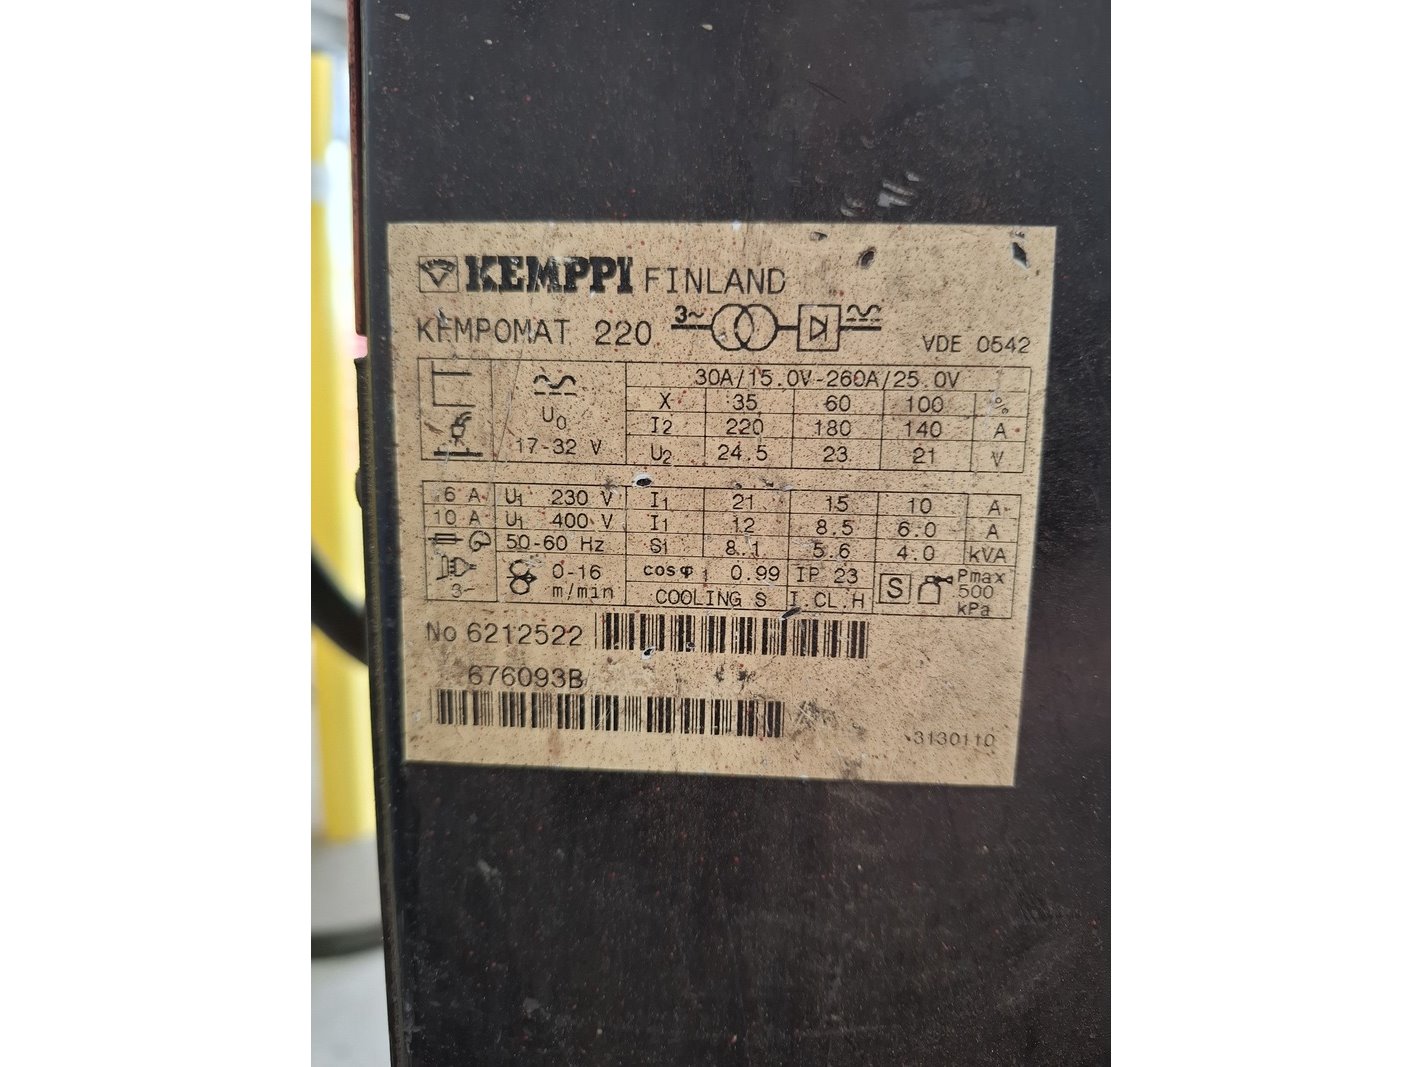 KEMPPI FINLAND
KEMPOMAT 220 3~ VDE 0542
30A/15.0V-260A/25.0V
X 35 60 100 %
U0 I2 220 180 140 A
17-32 V U2 24.5 23 21 V
6 A U1 230 V I1 21 15 10 A
10 A U1 400 V I1 12 8.5 6.0 A
50-60 Hz S1 8.1 5.6 4.0 kVA
3~ 0-16 m/min cosφ 1 0.99 IP 23 S Pmax 500 kPa
COOLING S I.CL.H
No 6212522
676093B
3130110